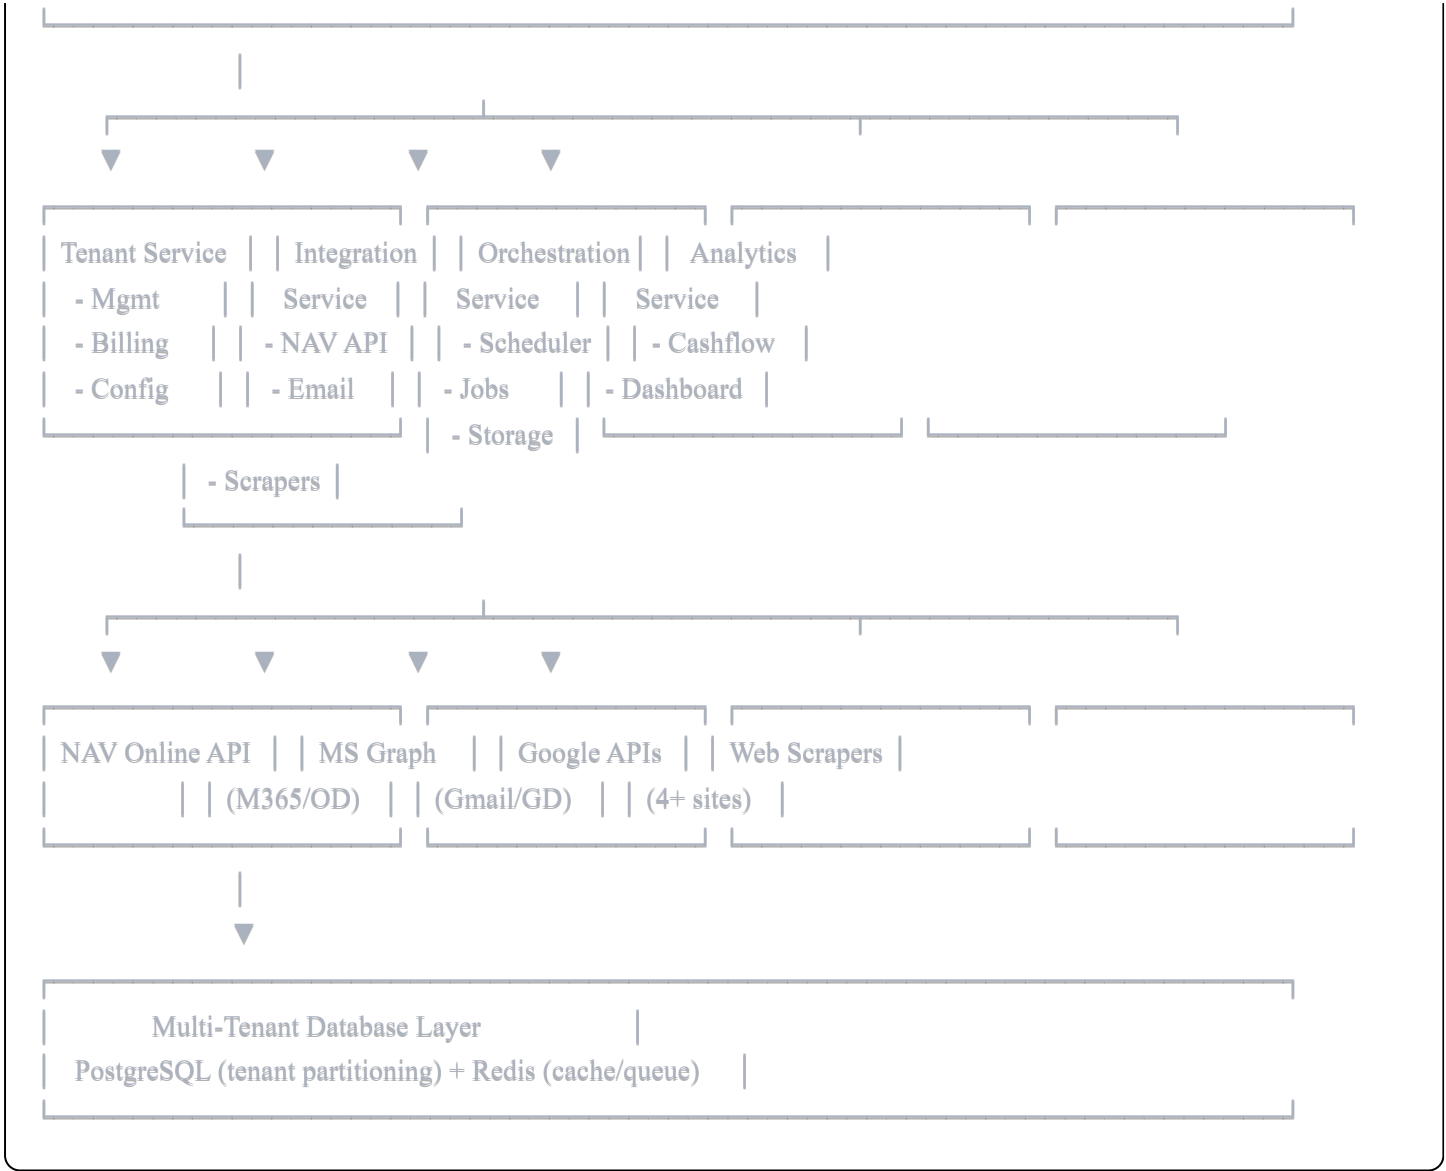 ▼ ▼ ▼ ▼
│ Tenant Service │ │ Integration │ │ Orchestration│ │ Analytics │
│ - Mgmt │ │ Service │ │ Service │ │ Service │
│ - Billing │ │ - NAV API │ │ - Scheduler │ │ - Cashflow │
│ - Config │ │ - Email │ │ - Jobs │ │ - Dashboard │
│ - Storage │
│ - Scrapers │
▼ ▼ ▼ ▼
│ NAV Online API │ │ MS Graph │ │ Google APIs │ │ Web Scrapers │
│ │ │ (M365/OD) │ │ (Gmail/GD) │ │ (4+ sites) │
▼
│ Multi-Tenant Database Layer │
│ PostgreSQL (tenant partitioning) + Redis (cache/queue) │